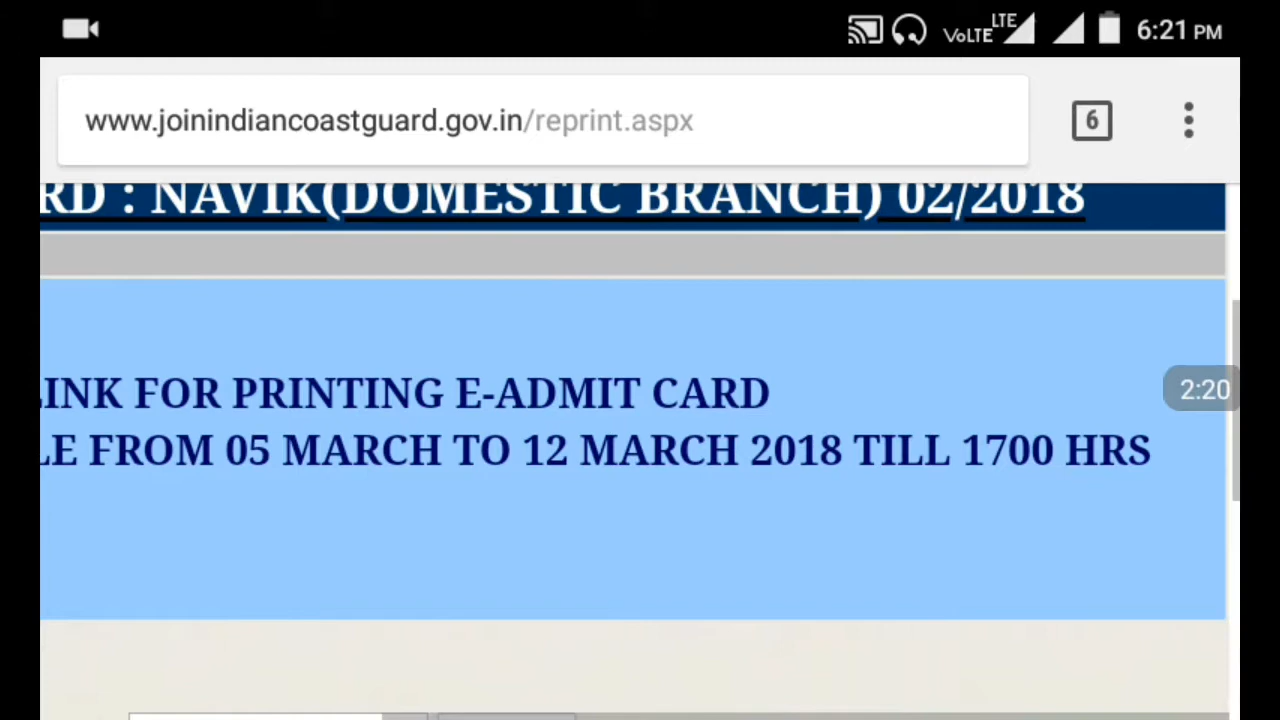 VoLTE LTE 6:21 PM
www.joinindiancoastguard.gov.in/reprint.aspx
6
RD : NAVIK(DOMESTIC BRANCH) 02/2018
LINK FOR PRINTING E-ADMIT CARD
LE FROM 05 MARCH TO 12 MARCH 2018 TILL 1700 HRS
2:20